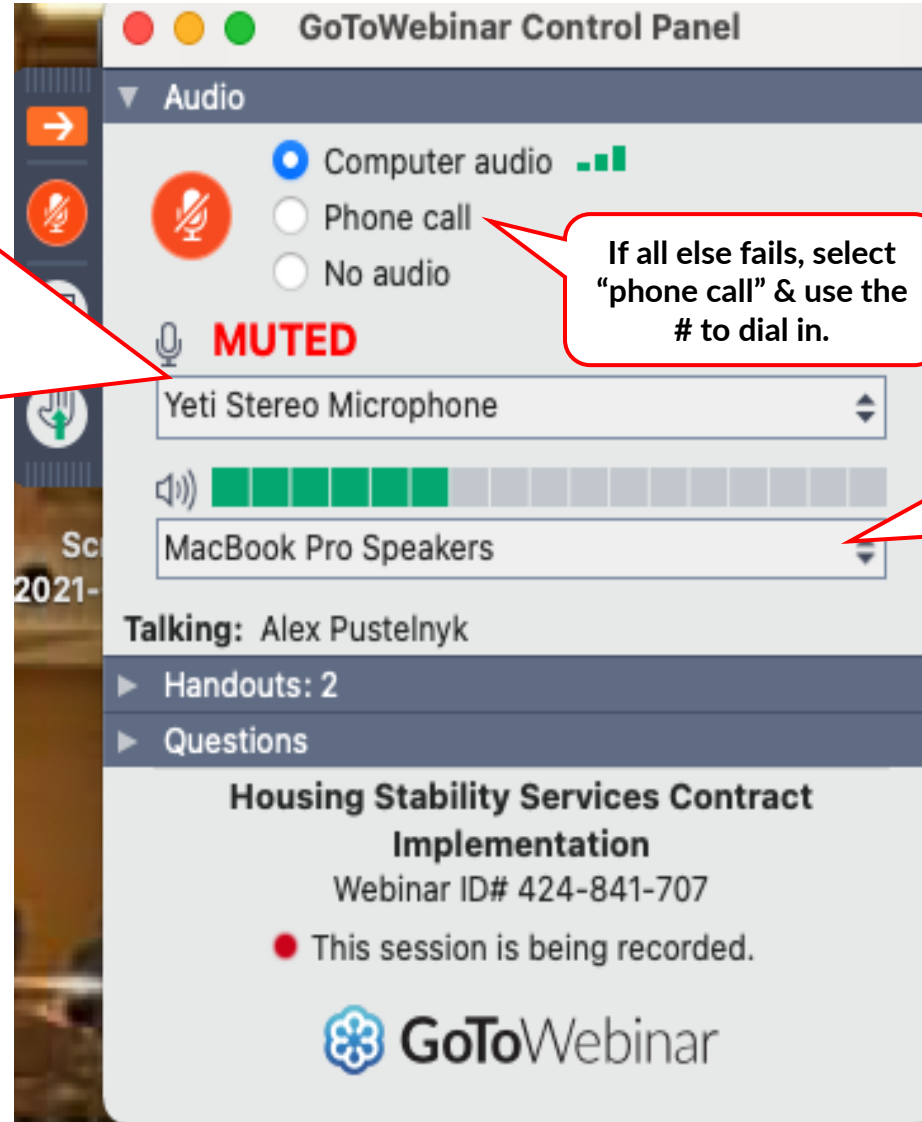 GoToWebinar Control Panel
Audio
Computer audio
Phone call
No audio
If all else fails, select
“phone call” & use the
# to dial in.
MUTED
Yeti Stereo Microphone
MacBook Pro Speakers
Sc
2021-
Talking: Alex Pustelnyk
Handouts: 2
Questions
Housing Stability Services Contract
Implementation
Webinar ID# 424-841-707
This session is being recorded.
GoToWebinar